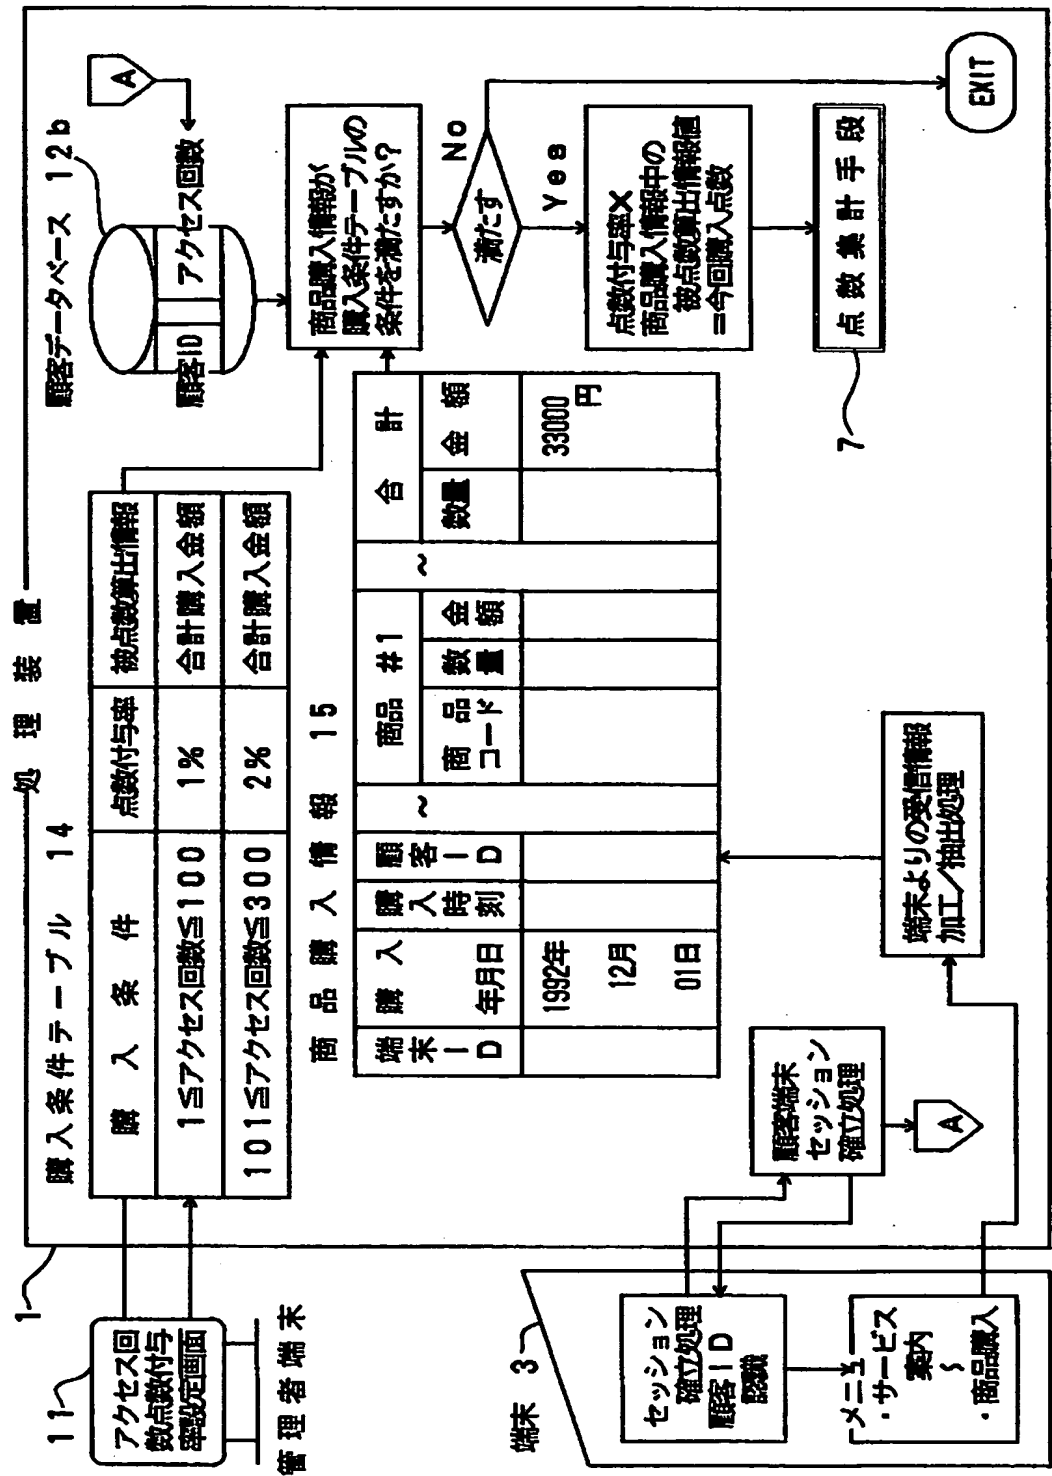 処理装置
1
11
アクセス回
数点数付与
率設定画面
管理者端末
購入条件テーブル 14
購入条件
点数付与率
被点数算出情報
1≦アクセス回数≦100
1%
合計購入金額
101≦アクセス回数≦300
2%
合計購入金額
顧客データベース 12b
顧客ID
アクセス回数
A
商品購入情報 15
端末ID
購入
年月日
購入時刻
顧客ID
~
商品 #1
商品
コード
数量
金額
~
合計
数量
金額
1992年
12月
01日
33000
円
商品購入情報が
購入条件テーブルの
条件を満たすか?
満たす
No
Yes
点数付与率×
商品購入情報中の
被点数算出情報値
=今回購入点数
点数集計手段
7
EXIT
端末 3
セッション
確立処理
顧客ID
認識
メニュー
・サービス
案内
~
・商品購入
顧客端末
セッション
確立処理
A
端末よりの受信情報
加工/抽出処理